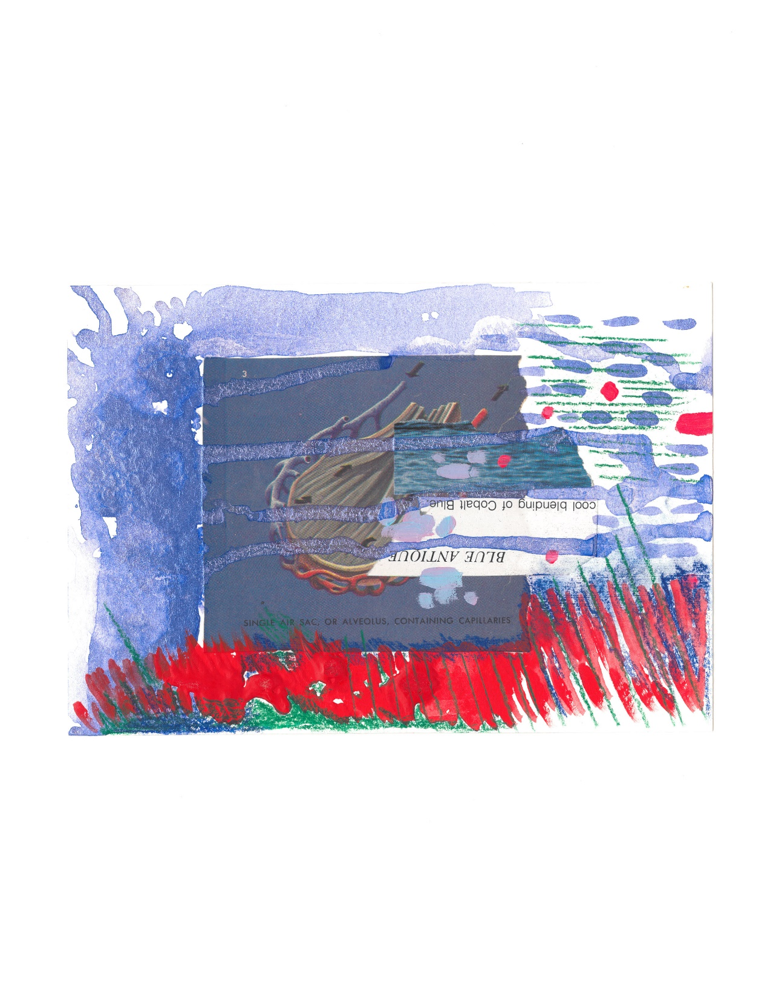 3
cool blending of Cobalt Blue.
BLUE ANTIQUE
SINGLE AIR SAC, OR ALVEOLUS, CONTAINING CAPILLARIES